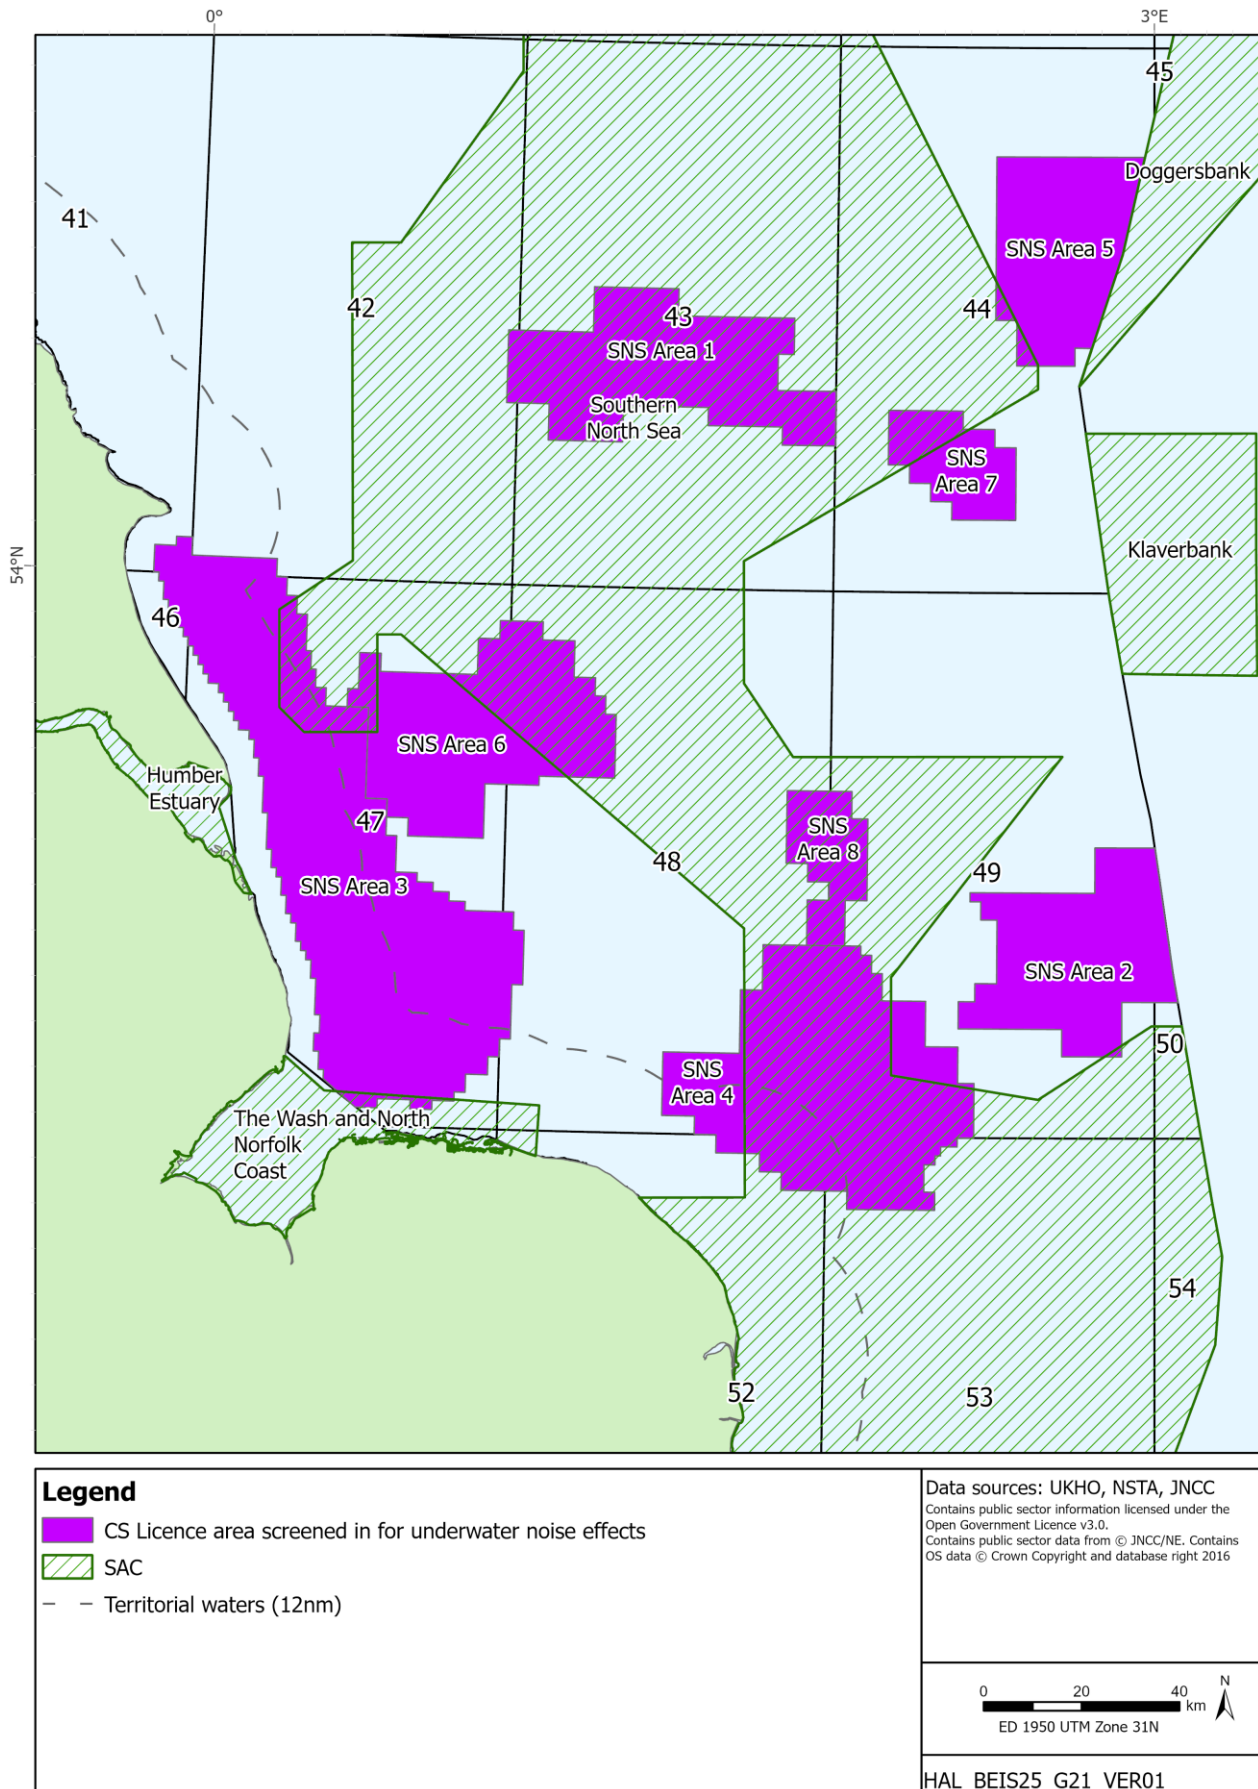 0°
3°E
45
Doggersbank
41
SNS Area 5
42
44
43
SNS Area 1
Southern
North Sea
SNS
Area 7
Klaverbank
54°N
46
SNS Area 6
Humber
Estuary
47
SNS
Area 8
48
49
SNS Area 3
SNS Area 2
50
SNS
Area 4
The Wash and North
Norfolk
Coast
54
52
53
Legend
CS Licence area screened in for underwater noise effects
SAC
Territorial waters (12nm)
Data sources: UKHO, NSTA, JNCC
Contains public sector information licensed under the
Open Government Licence v3.0.
Contains public sector data from © JNCC/NE. Contains
OS data © Crown Copyright and database right 2016
0 20 40
km
N
ED 1950 UTM Zone 31N
HAL_BEIS25_G21_VER01